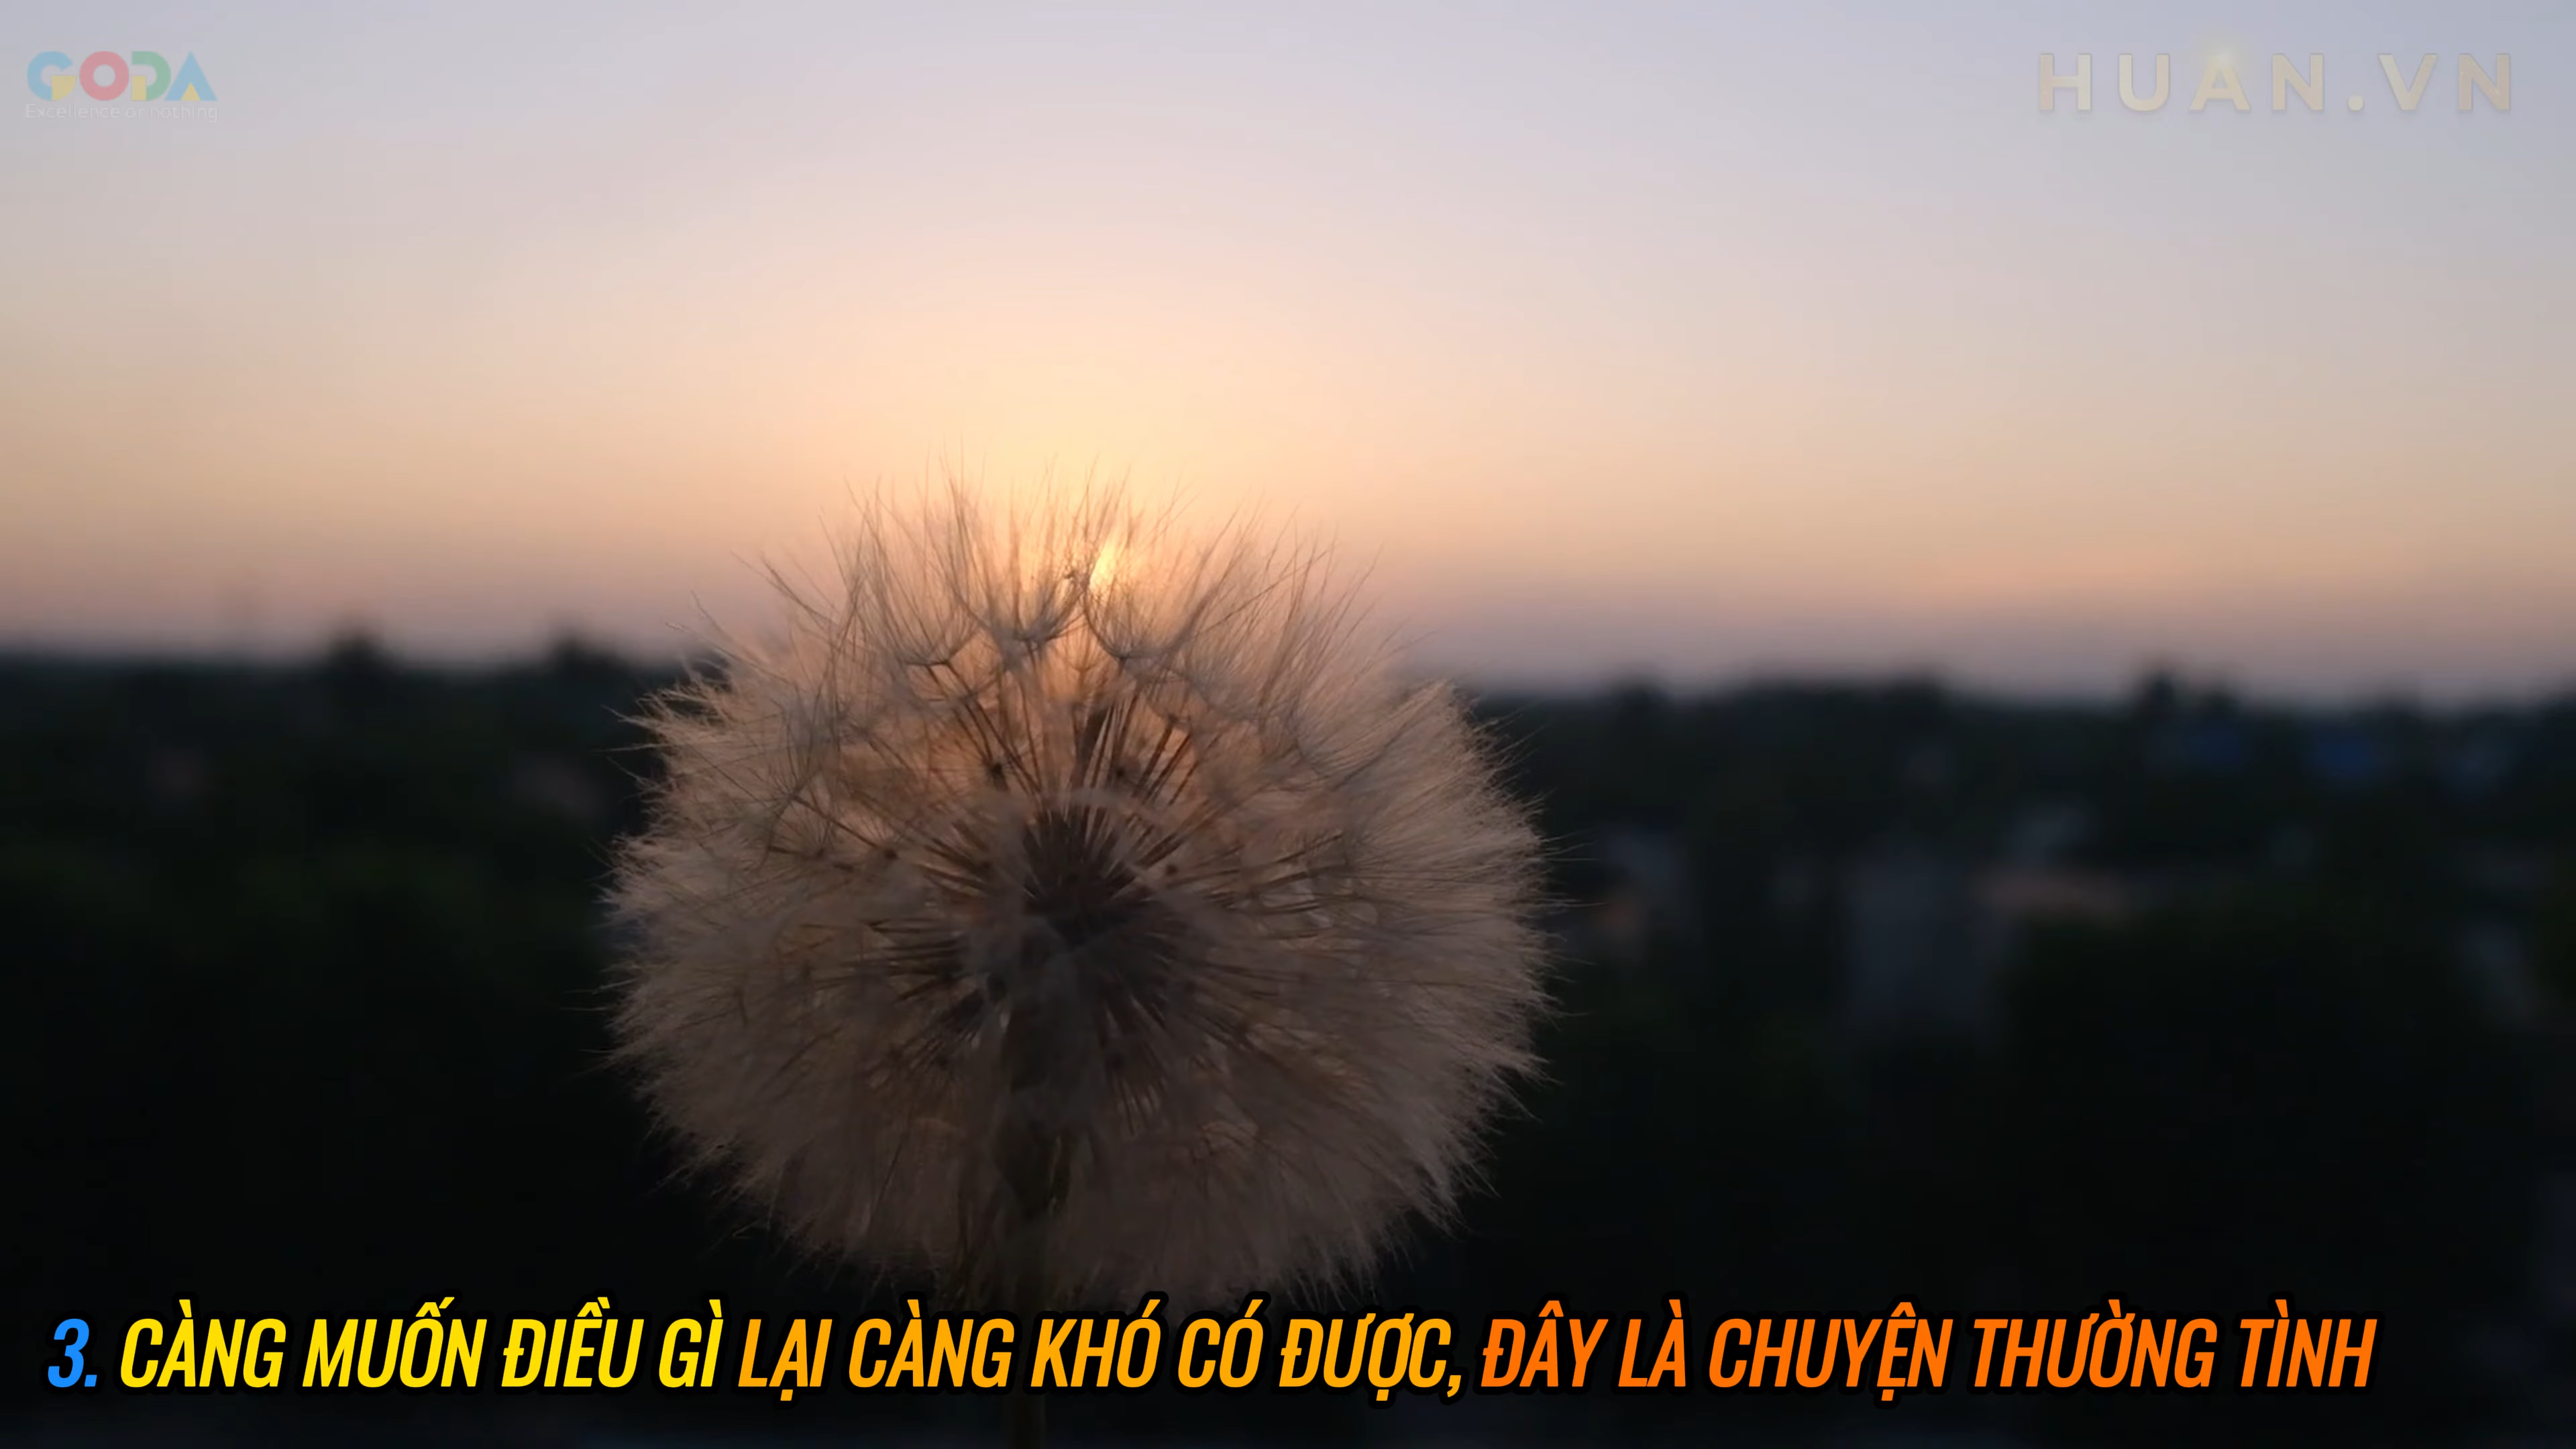 GODA
Excellence or nothing
HUAN.VN
3. CÀNG MUỐN ĐIỀU GÌ LẠI CÀNG KHÓ CÓ ĐƯỢC, ĐÂY LÀ CHUYỆN THƯỜNG TÌNH